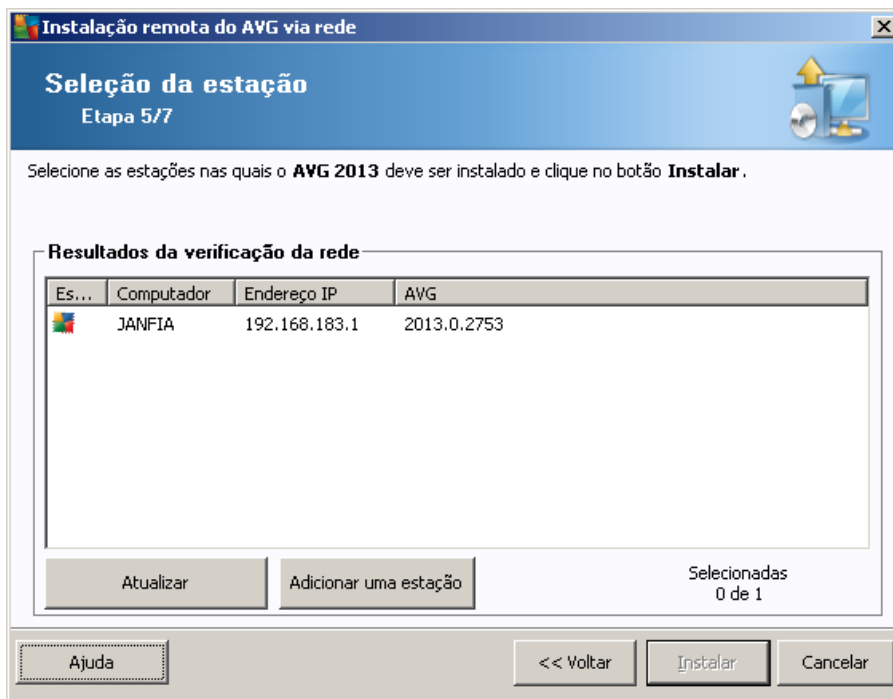 Instalação remota do AVG via rede
Seleção da estação
Etapa 5/7
Selecione as estações nas quais o AVG 2013 deve ser instalado e clique no botão Instalar.
Resultados da verificação da rede
Es... Computador Endereço IP AVG
JANFIA 192.168.183.1 2013.0.2753
Atualizar Adicionar uma estação Selecionadas
0 de 1
Ajuda << Voltar Instalar Cancelar